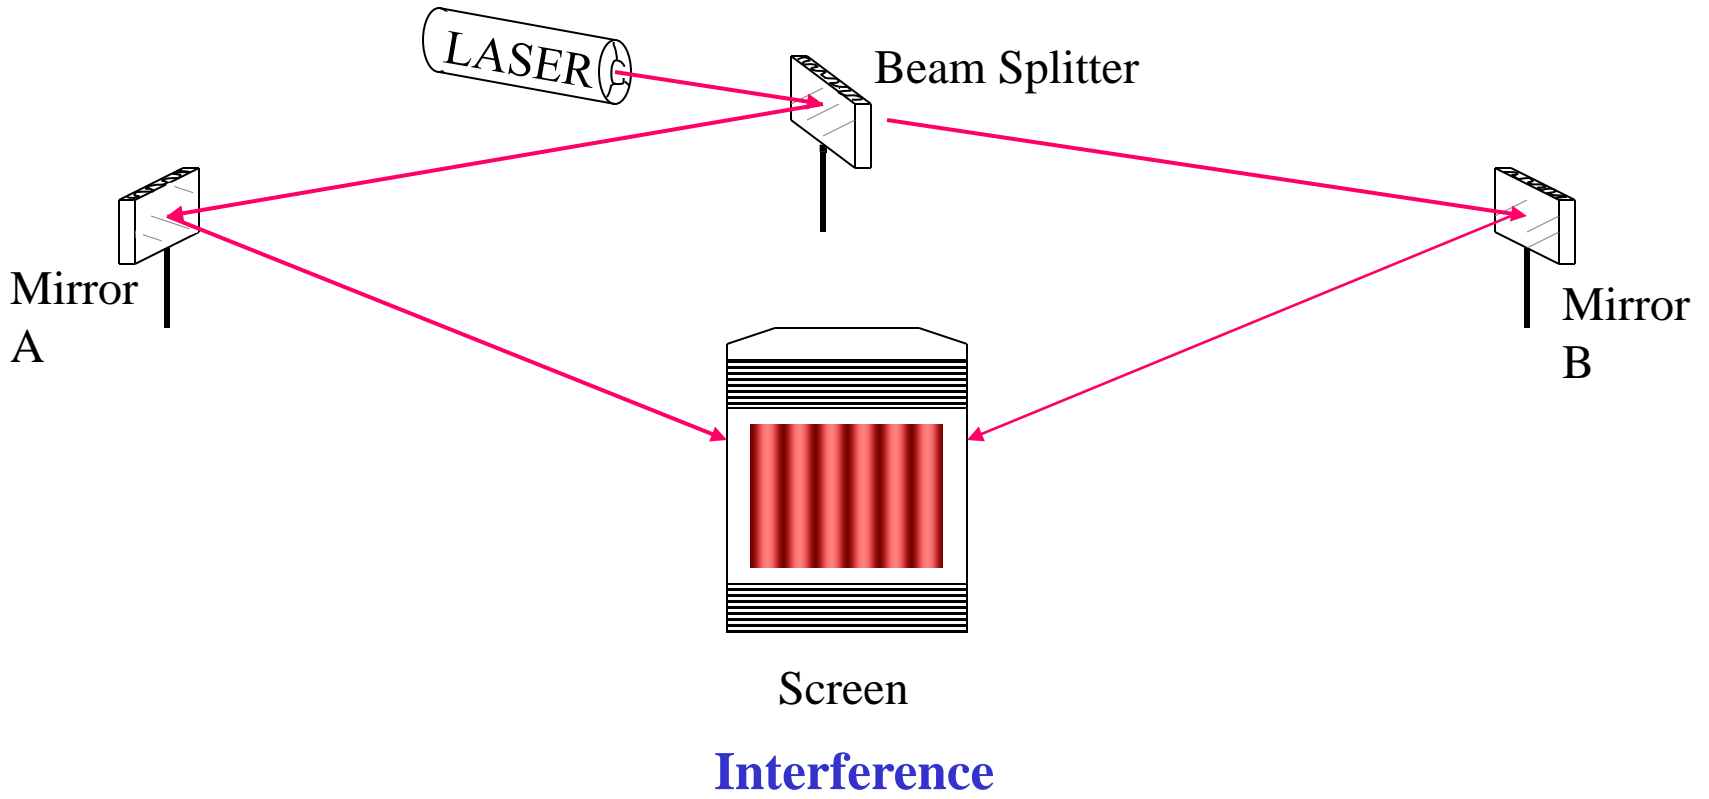 LASER
Beam Splitter
Mirror
A
Mirror
B
Screen
Interference